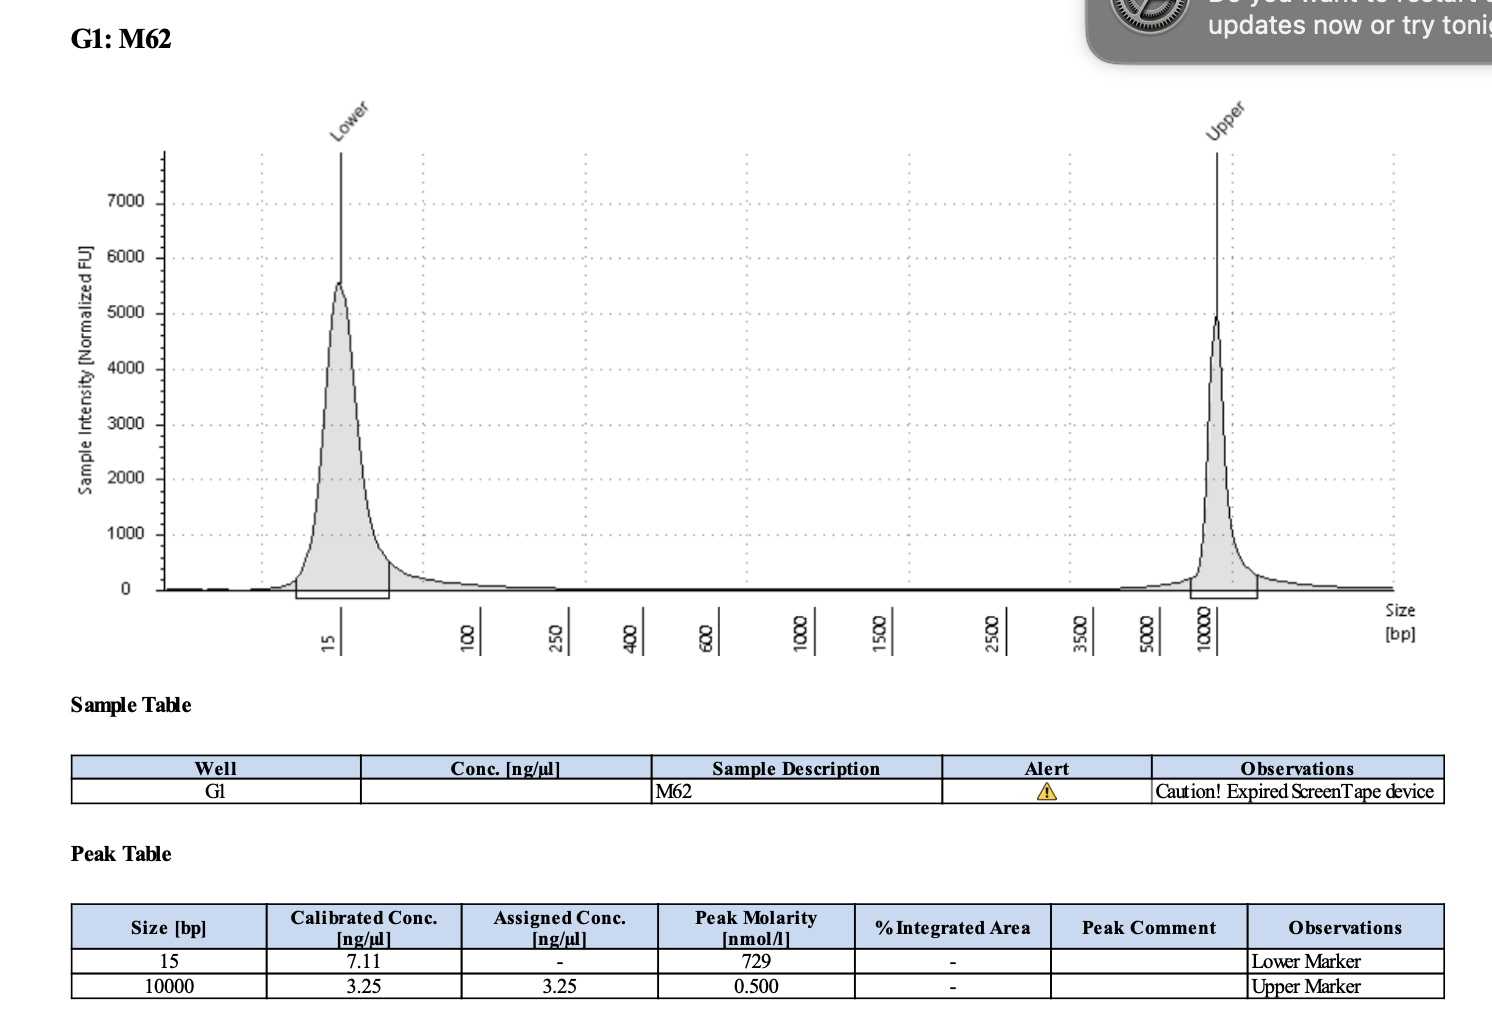 updates now or try
G1: M62
Lower
Upper
Sample Intensity [Normalized FU]
7000
6000
5000
4000
3000
2000
1000
0
15
100
250
400
600
1000
1500
2500
3500
5000
10000
Size
[bp]
Sample Table
Well Conc. [ng/µl] Sample Description Alert Observations
G1 M62 Caution! Expired ScreenTape device
Peak Table
Size [bp] Calibrated Conc. [ng/µl] Assigned Conc. [ng/µl] Peak Molarity [nmol/l] % Integrated Area Peak Comment Observations
15 7.11 - 729 - Lower Marker
10000 3.25 3.25 0.500 - Upper Marker